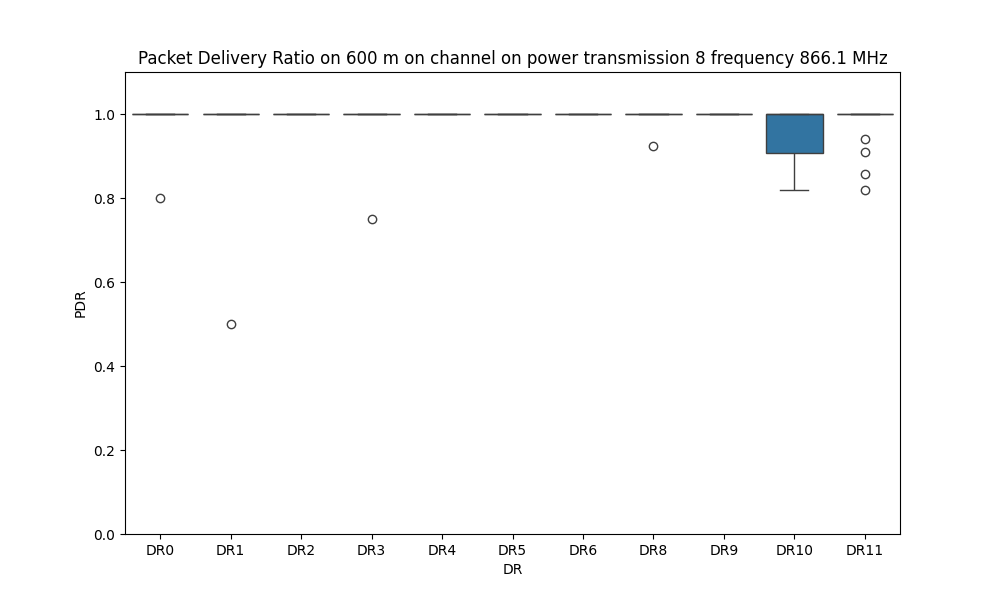 Packet Delivery Ratio on 600 m on channel on power transmission 8 frequency 866.1 MHz
1.0
0.8
0.6
0.4
0.2
0.0
PDR
DR0 DR1 DR2 DR3 DR4 DR5 DR6 DR8 DR9 DR10 DR11
DR